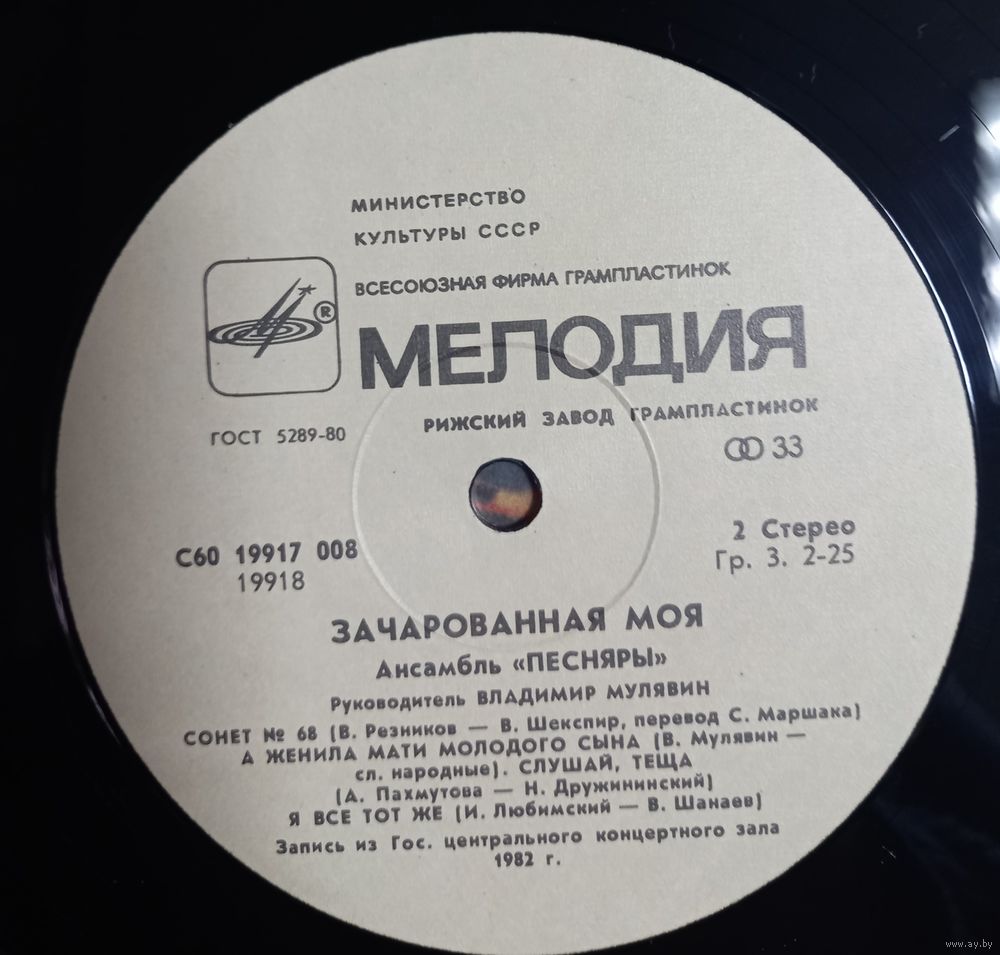 МИНИСТЕРСТВО
КУЛЬТУРЫ СССР
ВСЕСОЮЗНАЯ ФИРМА ГРАМПЛАСТИНОК
®
МЕЛОДИЯ
РИЖСКИЙ ЗАВОД ГРАМПЛАСТИНОК
ГОСТ 5289-80
33
2 Стерео
С60 19917 008
Гр. 3. 2-25
19918
ЗАЧАРОВАННАЯ МОЯ
Ансамбль «ПЕСНЯРЫ»
Руководитель ВЛАДИМИР МУЛЯВИН
СОНЕТ № 68 (В. Резников — В. Шекспир, перевод С. Маршака)
А ЖЕНИЛА МАТИ МОЛОДОГО СЫНА (В. Мулявин —
сл. народные). СЛУШАЙ, ТЕЩА
(А. Пахмутова — Н. Дружининский)
Я ВСЕ ТОТ ЖЕ (И. Любимский — В. Шанаев)
Запись из Гос. центрального концертного зала
1982 г.
www.ay.by